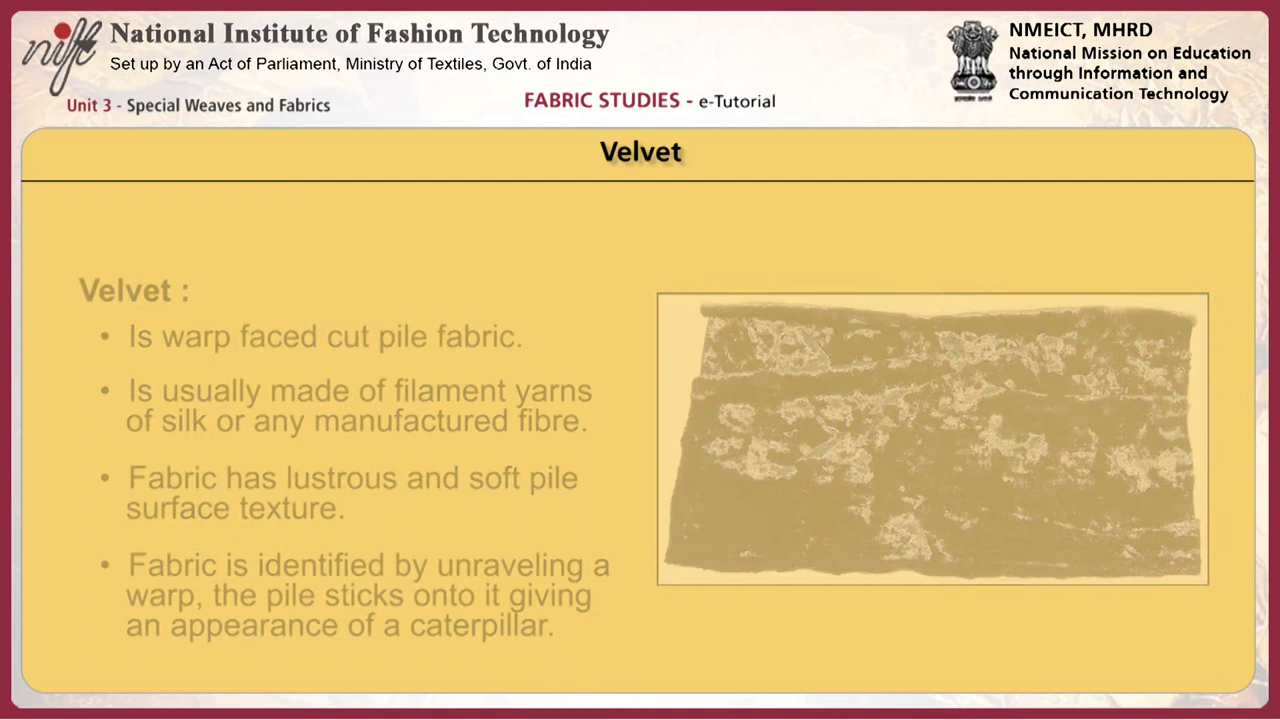 nift
National Institute of Fashion Technology
Set up by an Act of Parliament, Ministry of Textiles, Govt. of India
Unit 3 - Special Weaves and Fabrics
FABRIC STUDIES - e-Tutorial
NMEICT, MHRD
National Mission on Education
through Information and
Communication Technology
Velvet
Velvet :
• Is warp faced cut pile fabric.
• Is usually made of filament yarns
of silk or any manufactured fibre.
• Fabric has lustrous and soft pile
surface texture.
• Fabric is identified by unraveling a
warp, the pile sticks onto it giving
an appearance of a caterpillar.